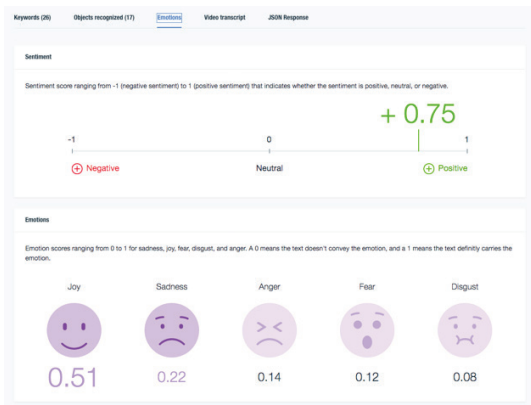 Keywords (26) Objects recognized (17) Emotions Video transcript JSON Response
Sentiment
Sentiment score ranging from -1 (negative sentiment) to 1 (positive sentiment) that indicates whether the sentiment is positive, neutral, or negative.
+ 0.75
-1 0 1
Negative Neutral Positive
Emotions
Emotion scores ranging from 0 to 1 for sadness, joy, fear, disgust, and anger. A 0 means the text doesn't convey the emotion, and a 1 means the text definitly carries the
emotion.
Joy Sadness Anger Fear Disgust
0.51 0.22 0.14 0.12 0.08